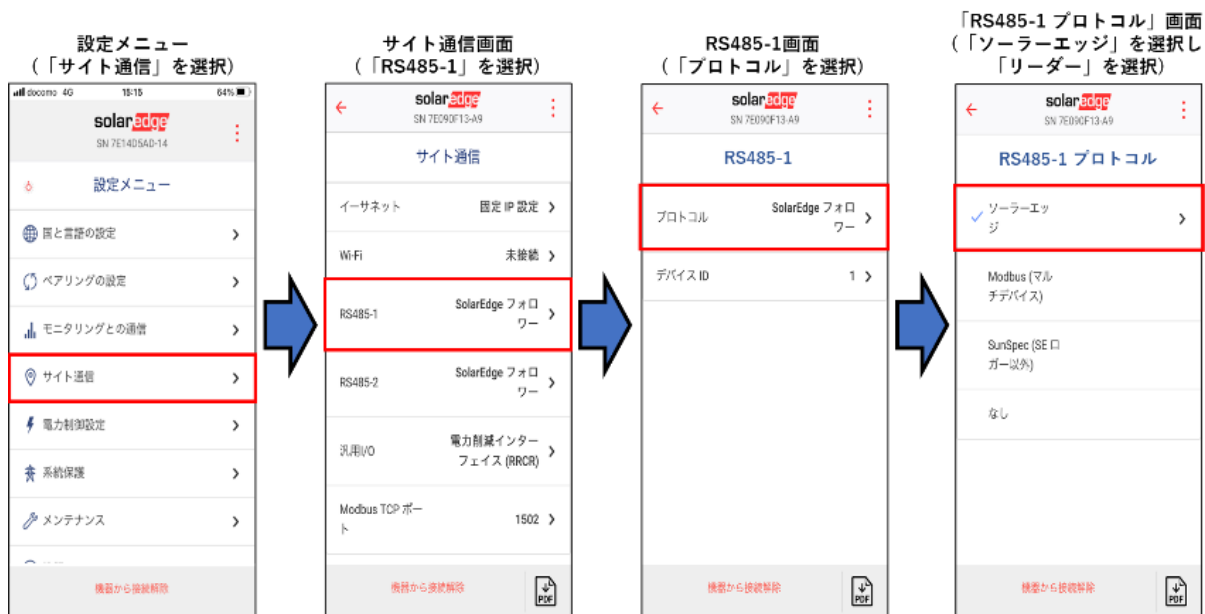 設定メニュー
(「サイト通信」を選択)
docomo 4G 15:15 64%
solaredge
SN 7E14D5AD-14
設定メニュー
国と言語の設定
ペアリングの設定
モニタリングとの通信
サイト通信
電力制御設定
系統保護
メンテナンス
機器から接続解除
サイト通信画面
(「RS485-1」を選択)
solaredge
SN 7E090F13-A9
サイト通信
イーサネット 固定 IP 設定
Wi-Fi 未接続
RS485-1 SolarEdge フォロ
ワー
RS485-2 SolarEdge フォロ
ワー
汎用I/O 電力削減インター
フェイス (RRCR)
Modbus TCP ポー
ト 1502
機器から接続解除
PDF
RS485-1画面
(「プロトコル」を選択)
solaredge
SN 7E090F13-A9
RS485-1
プロトコル SolarEdge フォロ
ワー
デバイス ID 1
機器から接続解除
PDF
「RS485-1 プロトコル」画面
(「ソーラーエッジ」を選択し
「リーダー」を選択)
solaredge
SN 7E090F13-A9
RS485-1 プロトコル
ソーラーエッ
ジ
Modbus (マル
チデバイス)
SunSpec (SE ロ
ガー以外)
なし
機器から接続解除
PDF